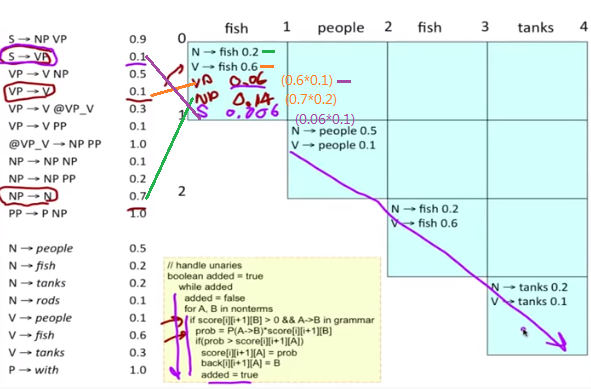 fish 1 people 2 fish 3 tanks 4
0
S → NP VP 0.9
S → VP 0.1
VP → V NP 0.5
VP → V 0.1
VP → V @VP_V 0.3
VP → V PP 0.1
@VP_V → NP PP 1.0
NP → NP NP 0.1
NP → NP PP 0.2
NP → N 0.7
PP → P NP 1.0
N → people 0.5
N → fish 0.2
N → tanks 0.2
N → rods 0.1
V → people 0.1
V → fish 0.6
V → tanks 0.3
P → with 1.0
N → fish 0.2
V → fish 0.6
VP 0.06 (0.6*0.1)
NP 0.14 (0.7*0.2)
S 0.006 (0.06*0.1)
1
N → people 0.5
V → people 0.1
2
N → fish 0.2
V → fish 0.6
N → tanks 0.2
V → tanks 0.1
// handle unaries
boolean added = true
while added
added = false
for A, B in nonterms
if score[i][i+1][B] > 0 && A->B in grammar
prob = P(A->B)*score[i][i+1][B]
if(prob > score[i][i+1][A])
score[i][i+1][A] = prob
back[i][i+1][A] = B
added = true